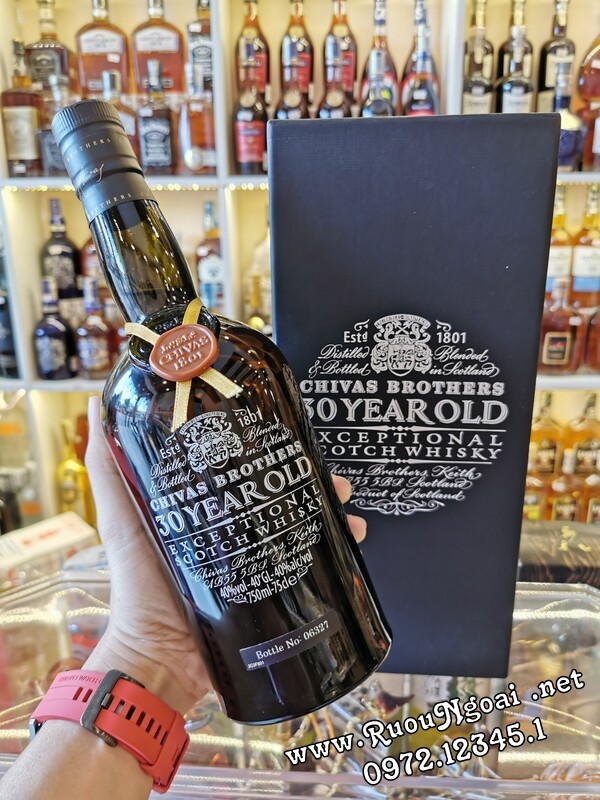 BROTHERS
CHIVAS
1801
Estd 1801
Distilled Blended
& Bottled in Scotland
CHIVAS BROTHERS
30 YEAR OLD
EXCEPTIONAL
SCOTCH WHISKY
Chivas Brothers, Keith
AB55 5BS, Scotland
40%vol -40°GL- 40%alc/vol
750ml-75cl e
Bottle No: 06327
Estd 1801
Distilled Blended
& Bottled in Scotland
CHIVAS BROTHERS
30 YEAR OLD
EXCEPTIONAL
SCOTCH WHISKY
Chivas Brothers, Keith
AB55 5BS, Scotland
Product of Scotland
www.RuouNgoai.net
0972.12345.1